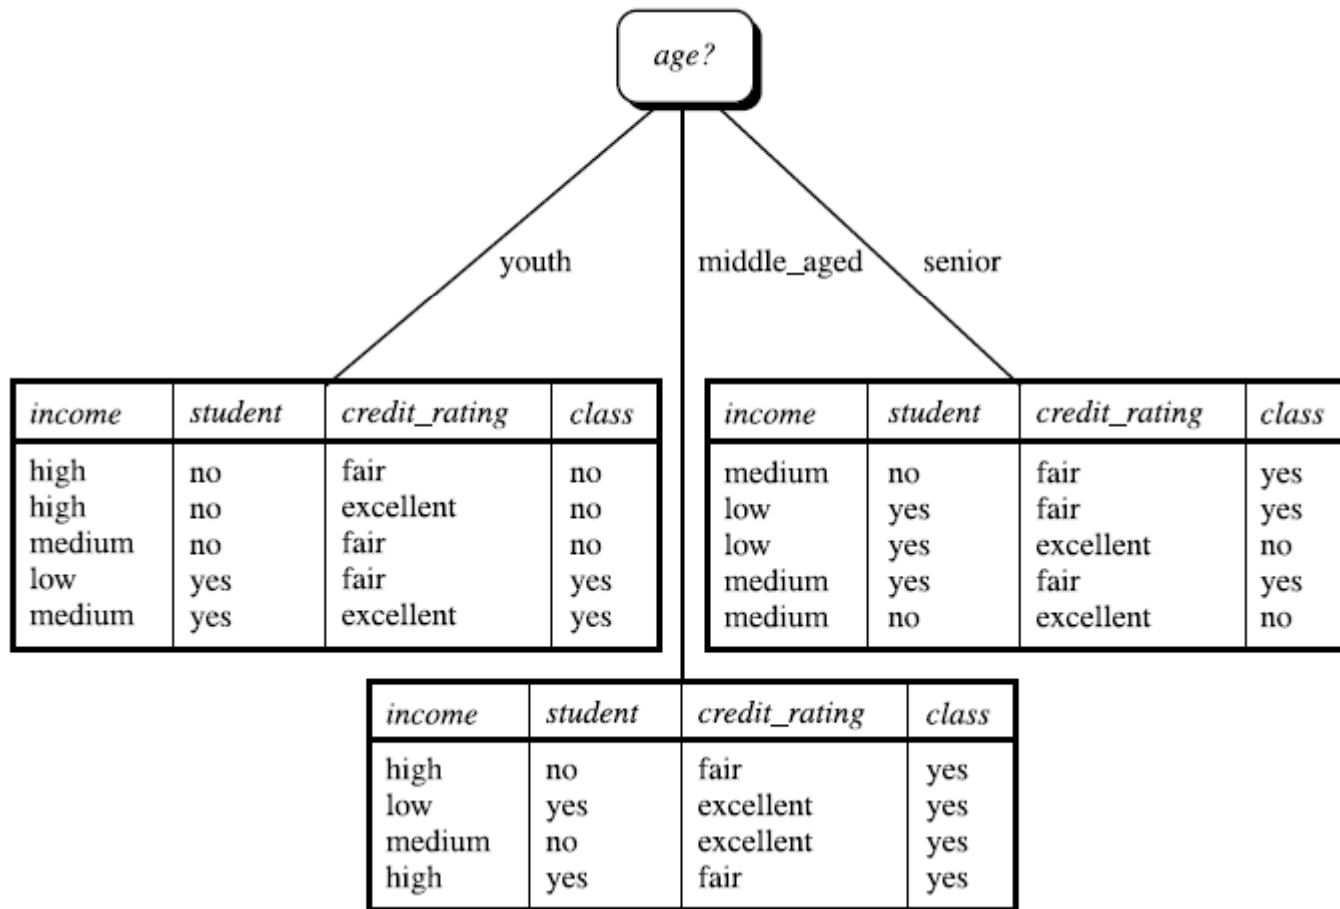 age?
youth
middle_aged
senior
income student credit_rating class
high no fair no
high no excellent no
medium no fair no
low yes fair yes
medium yes excellent yes
income student credit_rating class
medium no fair yes
low yes fair yes
low yes excellent no
medium yes fair yes
medium no excellent no
income student credit_rating class
high no fair yes
low yes excellent yes
medium no excellent yes
high yes fair yes